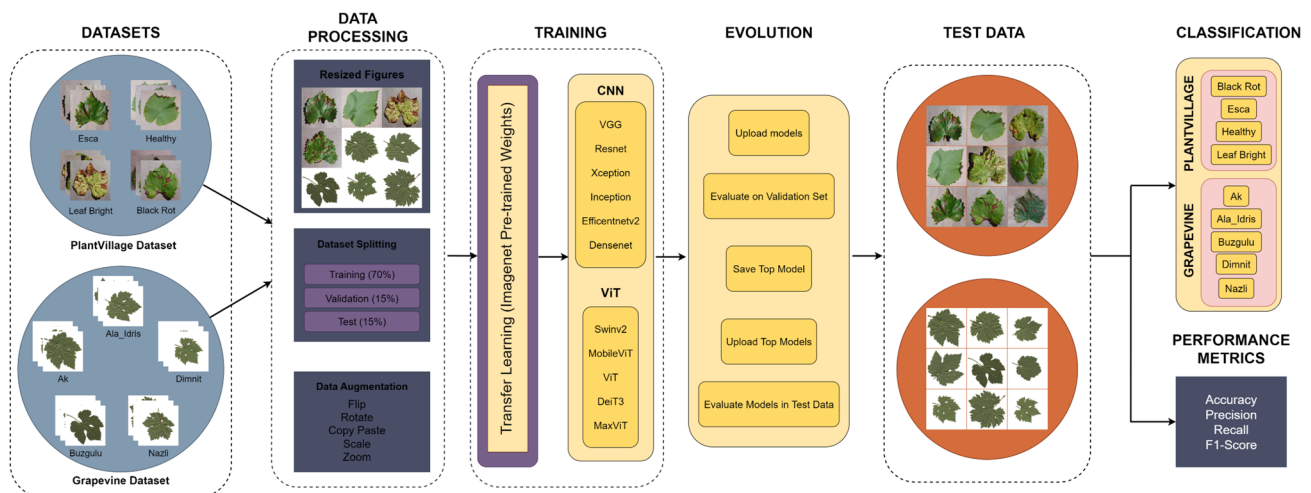 DATASETS
Esca
Healthy
Leaf Bright
Black Rot
PlantVillage Dataset
Ala_Idris
Ak
Dimnit
Buzgulu
Nazli
Grapevine Dataset
DATA
PROCESSING
Resized Figures
Dataset Splitting
Training (70%)
Validation (15%)
Test (15%)
Data Augmentation
Flip
Rotate
Copy Paste
Scale
Zoom
TRAINING
Transfer Learning (Imagenet Pre-trained Weights)
CNN
VGG
Resnet
Xception
Inception
Efficentnetv2
Densenet
ViT
Swinv2
MobileViT
ViT
DeiT3
MaxViT
EVOLUTION
Upload models
Evaluate on Validation Set
Save Top Model
Upload Top Models
Evaluate Models in Test Data
TEST DATA
CLASSIFICATION
PLANTVILLAGE
Black Rot
Esca
Healthy
Leaf Bright
GRAPEVINE
Ak
Ala_Idris
Buzgulu
Dimnit
Nazli
PERFORMANCE
METRICS
Accuracy
Precision
Recall
F1-Score